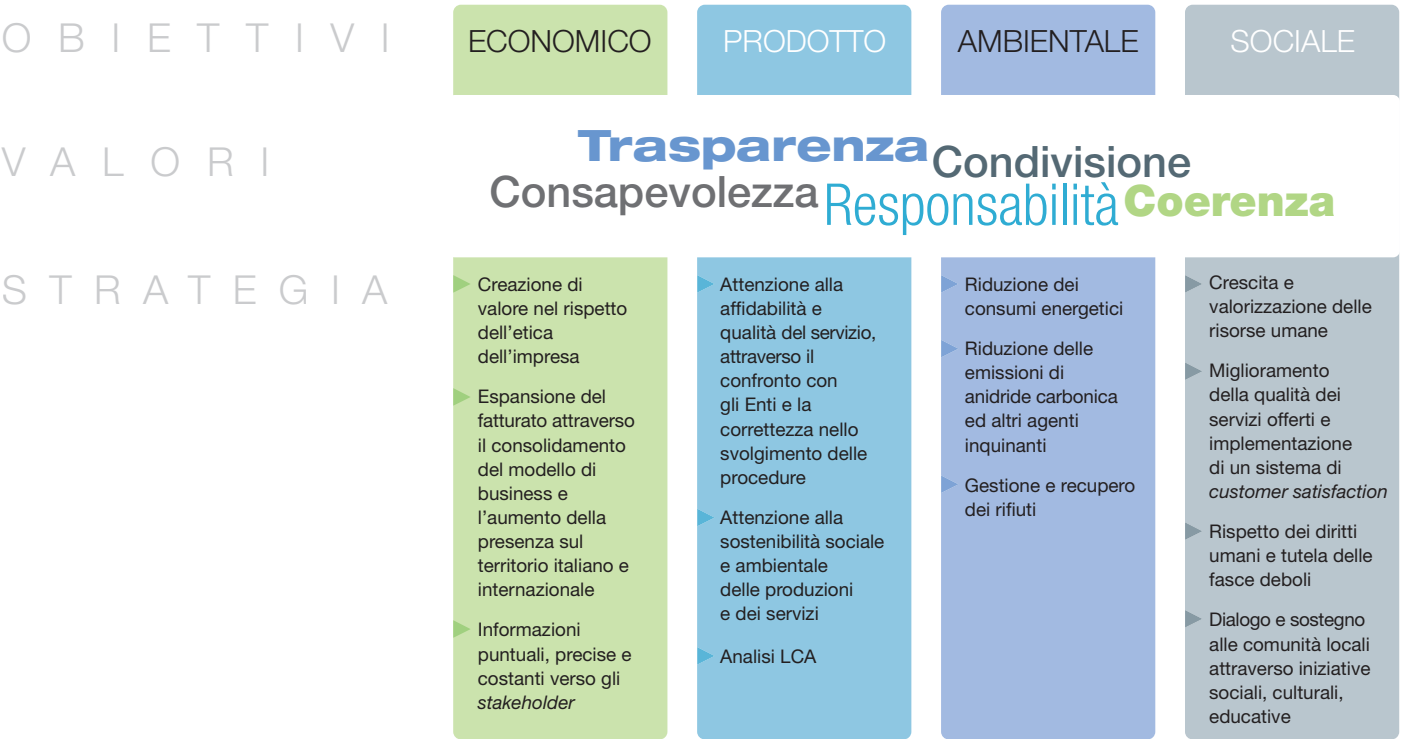 OBIETTIVI
ECONOMICO
PRODOTTO
AMBIENTALE
SOCIALE
VALORI
Trasparenza
Condivisione
Consapevolezza
Responsabilità
Coerenza
STRATEGIA
Creazione di
valore nel rispetto
dell'etica
dell'impresa
Espansione del
fatturato attraverso
il consolidamento
del modello di
business e
l'aumento della
presenza sul
territorio italiano e
internazionale
Informazioni
puntuali, precise e
costanti verso gli
stakeholder
Attenzione alla
affidabilità e
qualità del servizio,
attraverso il
confronto con
gli Enti e la
correttezza nello
svolgimento delle
procedure
Attenzione alla
sostenibilità sociale
e ambientale
delle produzioni
e dei servizi
Analisi LCA
Riduzione dei
consumi energetici
Riduzione delle
emissioni di
anidride carbonica
ed altri agenti
inquinanti
Gestione e recupero
dei rifiuti
Crescita e
valorizzazione delle
risorse umane
Miglioramento
della qualità dei
servizi offerti e
implementazione
di un sistema di
customer satisfaction
Rispetto dei diritti
umani e tutela delle
fasce deboli
Dialogo e sostegno
alle comunità locali
attraverso iniziative
sociali, culturali,
educative